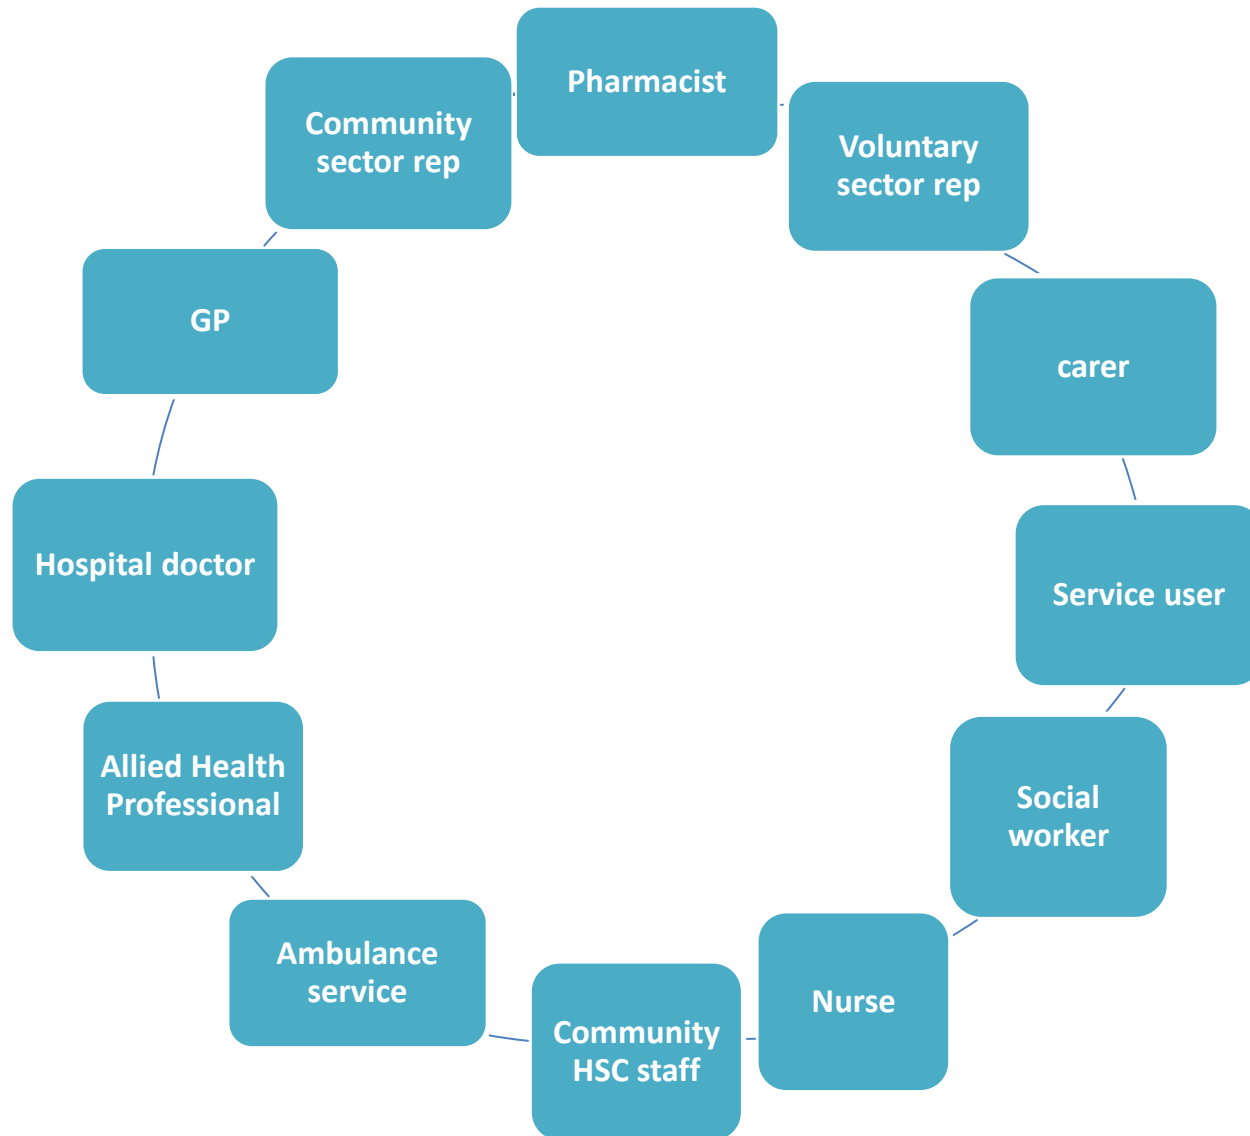 Pharmacist
Voluntary
sector rep
carer
Service user
Social
worker
Nurse
Community
HSC staff
Ambulance
service
Allied Health
Professional
Hospital doctor
GP
Community
sector rep